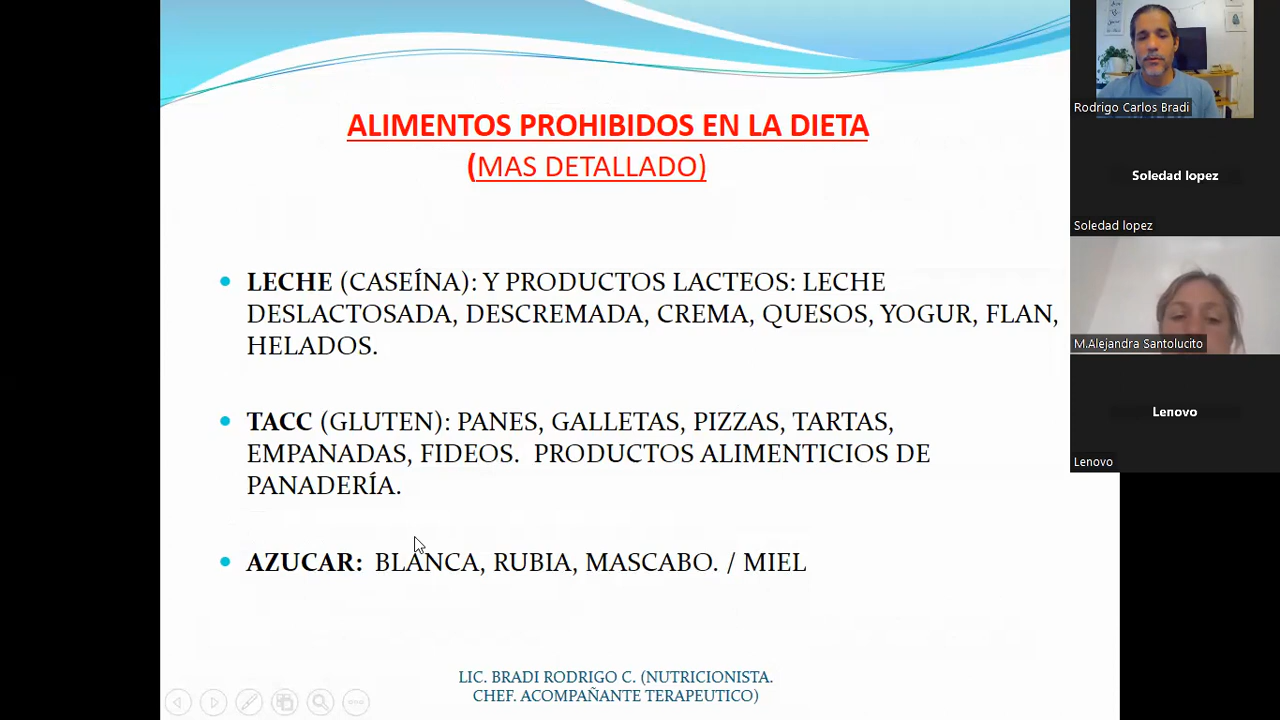 ALIMENTOS PROHIBIDOS EN LA DIETA
(MAS DETALLADO)
LECHE (CASEÍNA): Y PRODUCTOS LACTEOS: LECHE
DESLACTOSADA, DESCREMADA, CREMA, QUESOS, YOGUR, FLAN,
HELADOS.
TACC (GLUTEN): PANES, GALLETAS, PIZZAS, TARTAS,
EMPANADAS, FIDEOS. PRODUCTOS ALIMENTICIOS DE
PANADERÍA.
AZUCAR: BLANCA, RUBIA, MASCABO. / MIEL
LIC. BRADI RODRIGO C. (NUTRICIONISTA.
CHEF. ACOMPAÑANTE TERAPEUTICO)
Rodrigo Carlos Bradi
Soledad lopez
Soledad lopez
M.Alejandra Santolucito
Lenovo
Lenovo